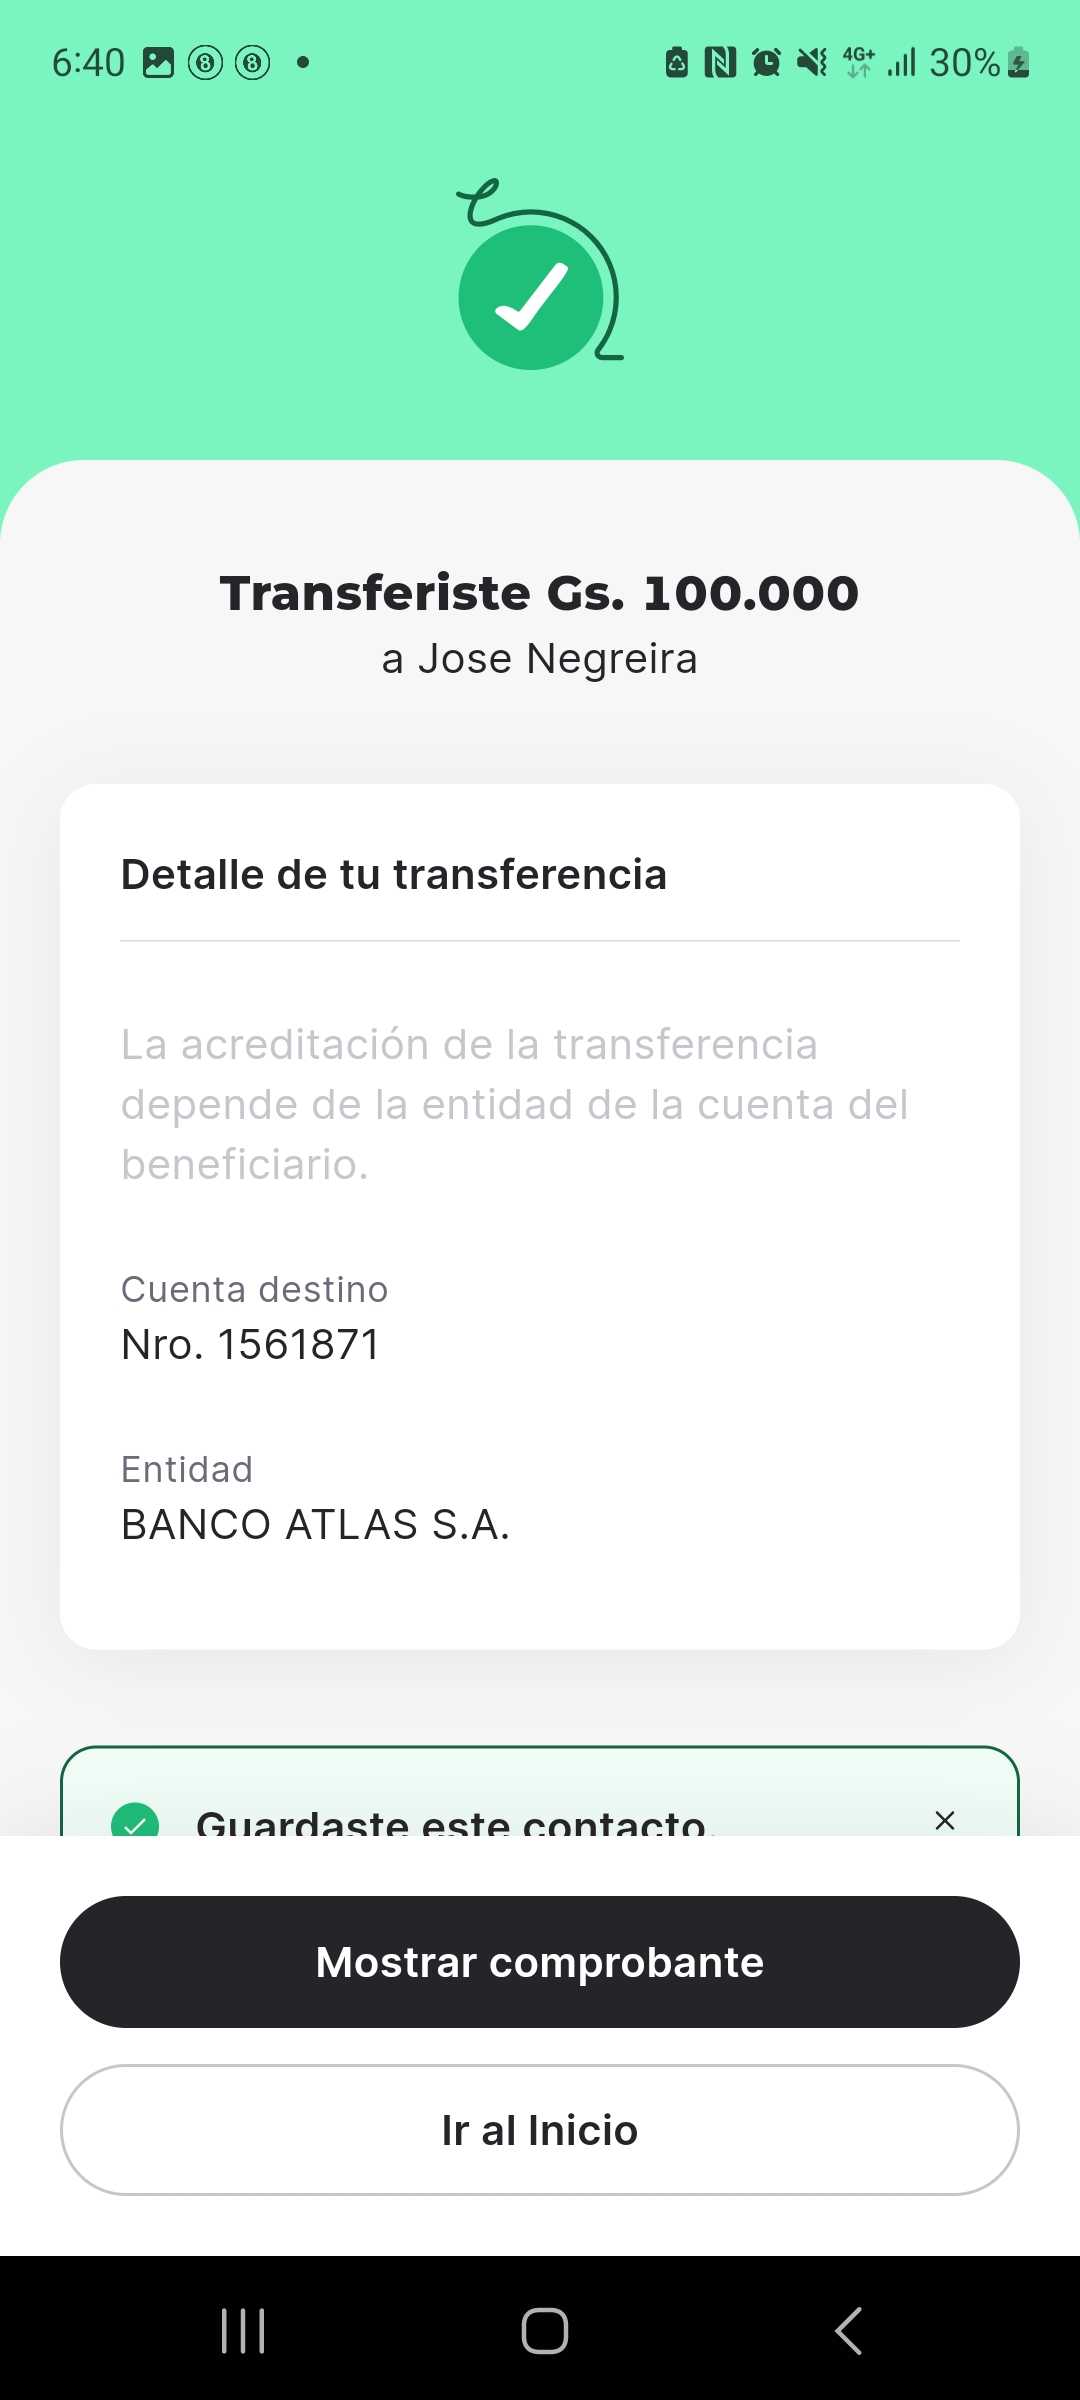 6:40
4G+
30%
Transferiste Gs. 100.000
a Jose Negreira
Detalle de tu transferencia
La acreditación de la transferencia
depende de la entidad de la cuenta del
beneficiario.
Cuenta destino
Nro. 1561871
Entidad
BANCO ATLAS S.A.
Guardaste este contacto.
Mostrar comprobante
Ir al Inicio